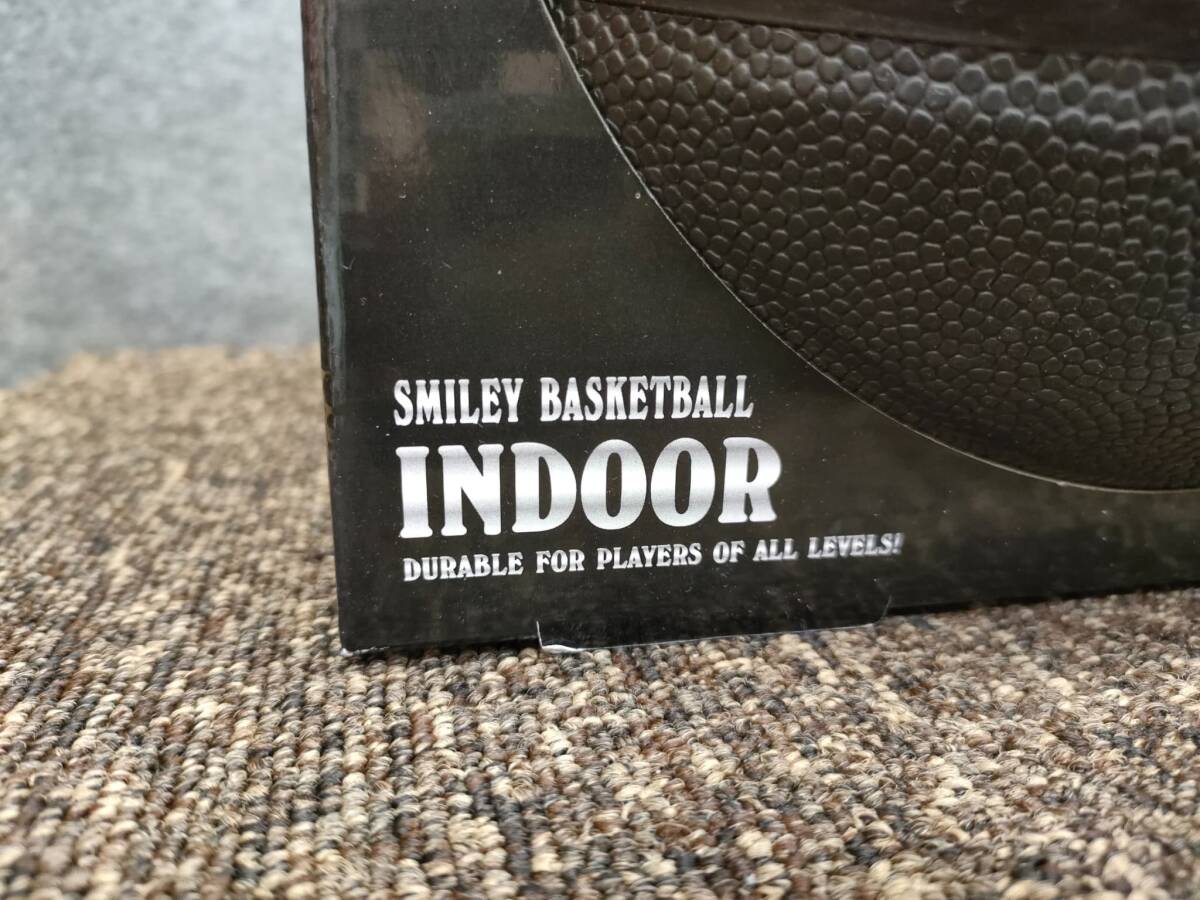 SMILEY BASKETBALL
INDOOR
DURABLE FOR PLAYERS OF ALL LEVELS!